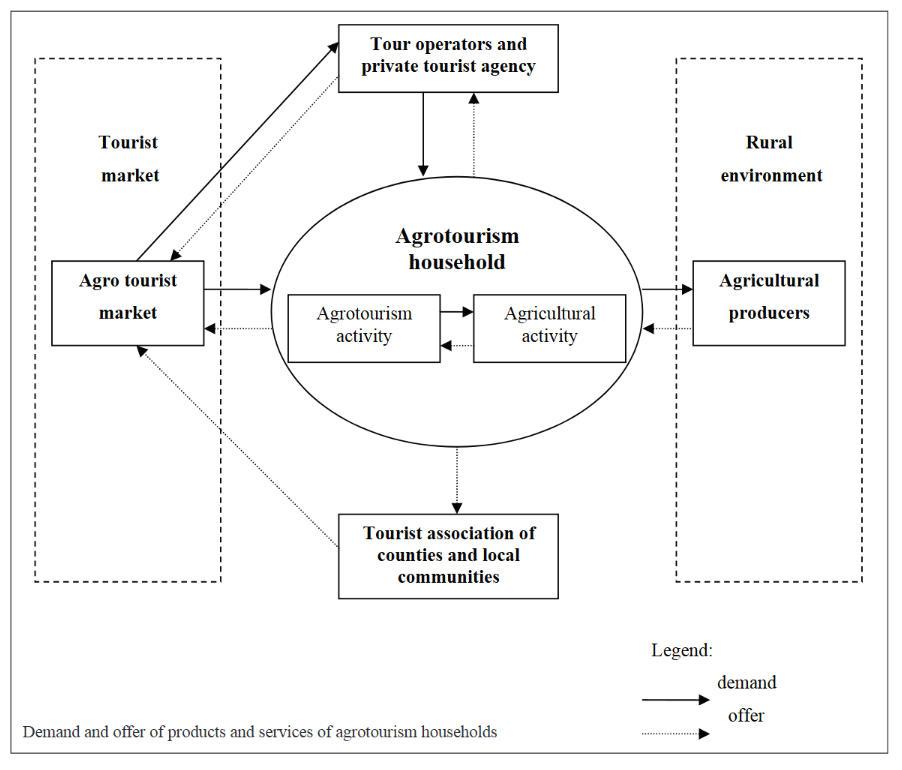 Tour operators and
private tourist agency
Tourist
market
Rural
environment
Agrotourism
household
Agro tourist
market
Agrotourism
activity
Agricultural
activity
Agricultural
producers
Tourist association of
counties and local
communities
Legend:
demand
offer
Demand and offer of products and services of agrotourism households